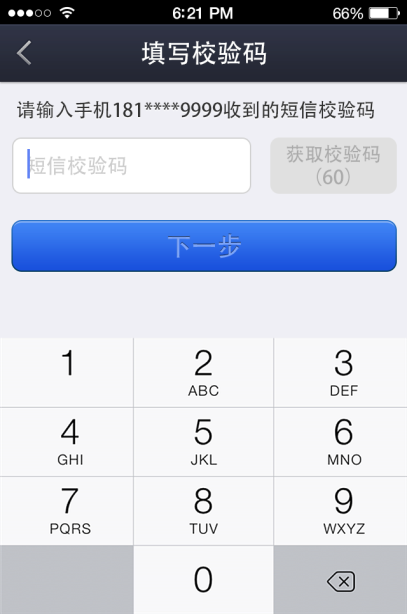 6:21 PM 66%
填写校验码
请输入手机181****9999收到的短信校验码
短信校验码
获取校验码
（60）
下一步
1 2 3
ABC DEF
4 5 6
GHI JKL MNO
7 8 9
PQRS TUV WXYZ
0